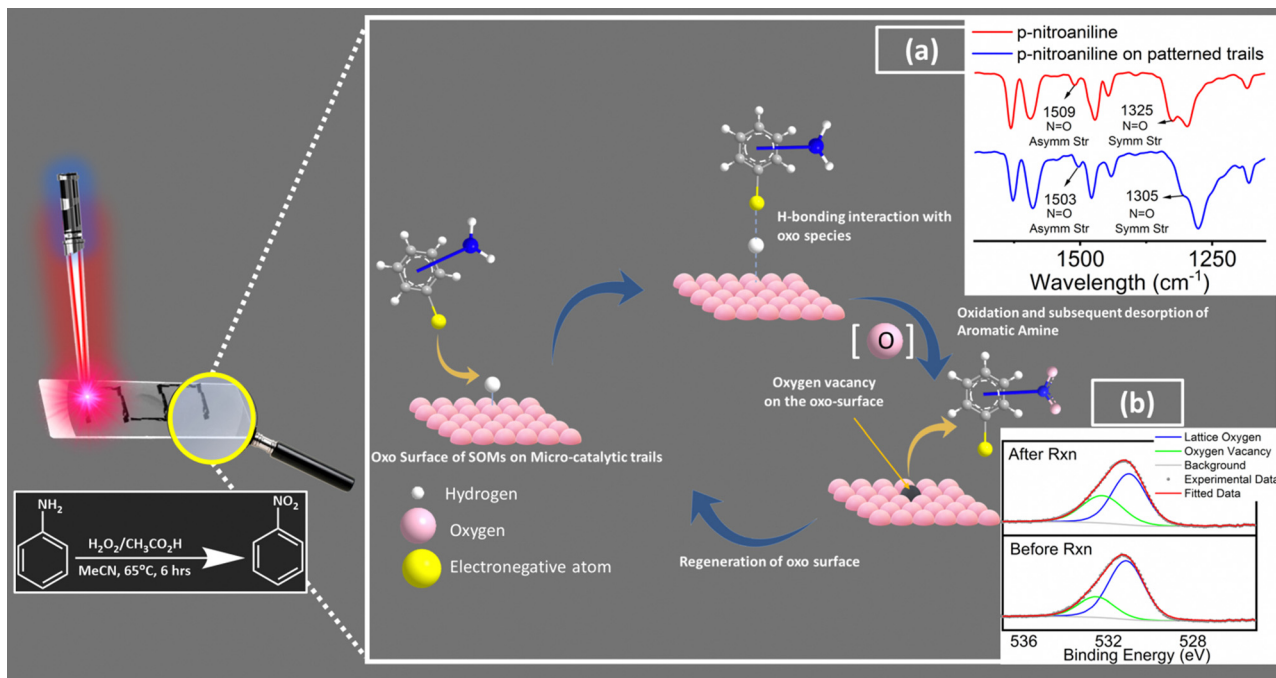 (a)
p-nitroaniline
p-nitroaniline on patterned trails
1509
N=O
Asymm Str
1325
N=O
Symm Str
1503
N=O
Asymm Str
1305
N=O
Symm Str
1500
1250
Wavelength (cm⁻¹)
H-bonding interaction with
oxo species
[O]
Oxidation and subsequent desorption of
Aromatic Amine
Oxygen vacancy
on the oxo-surface
Oxo Surface of SOMs on Micro-catalytic trails
Hydrogen
Oxygen
Electronegative atom
Regeneration of oxo surface
NH₂
H₂O₂/CH₃CO₂H
MeCN, 65°C, 6 hrs
NO₂
(b)
After Rxn
Lattice Oxygen
Oxygen Vacancy
Background
Experimental Data
Fitted Data
Before Rxn
536
532
528
Binding Energy (eV)